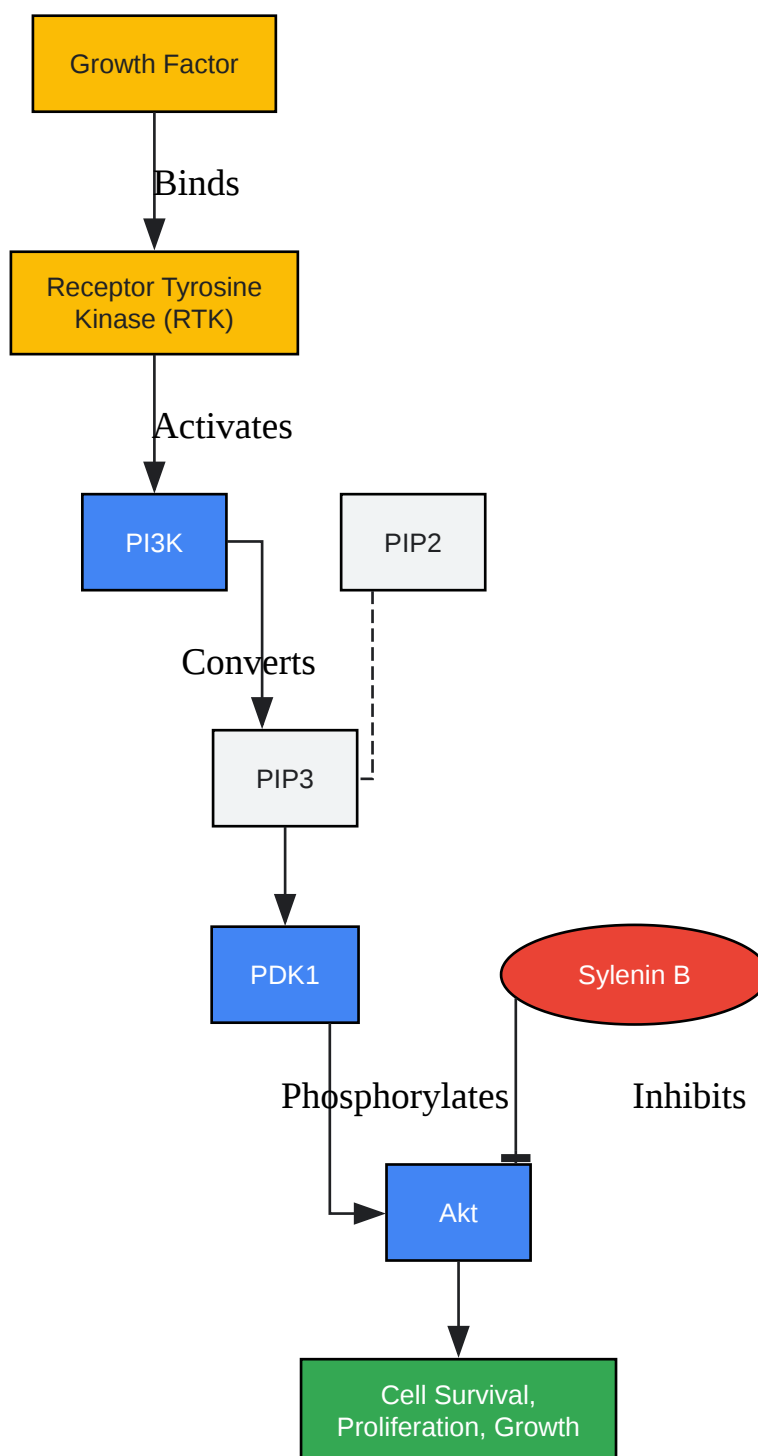 Growth Factor
Binds
Receptor Tyrosine
Kinase (RTK)
Activates
PI3K
PIP2
Converts
PIP3
PDK1
Sylenin B
Phosphorylates
Inhibits
Akt
Cell Survival,
Proliferation, Growth